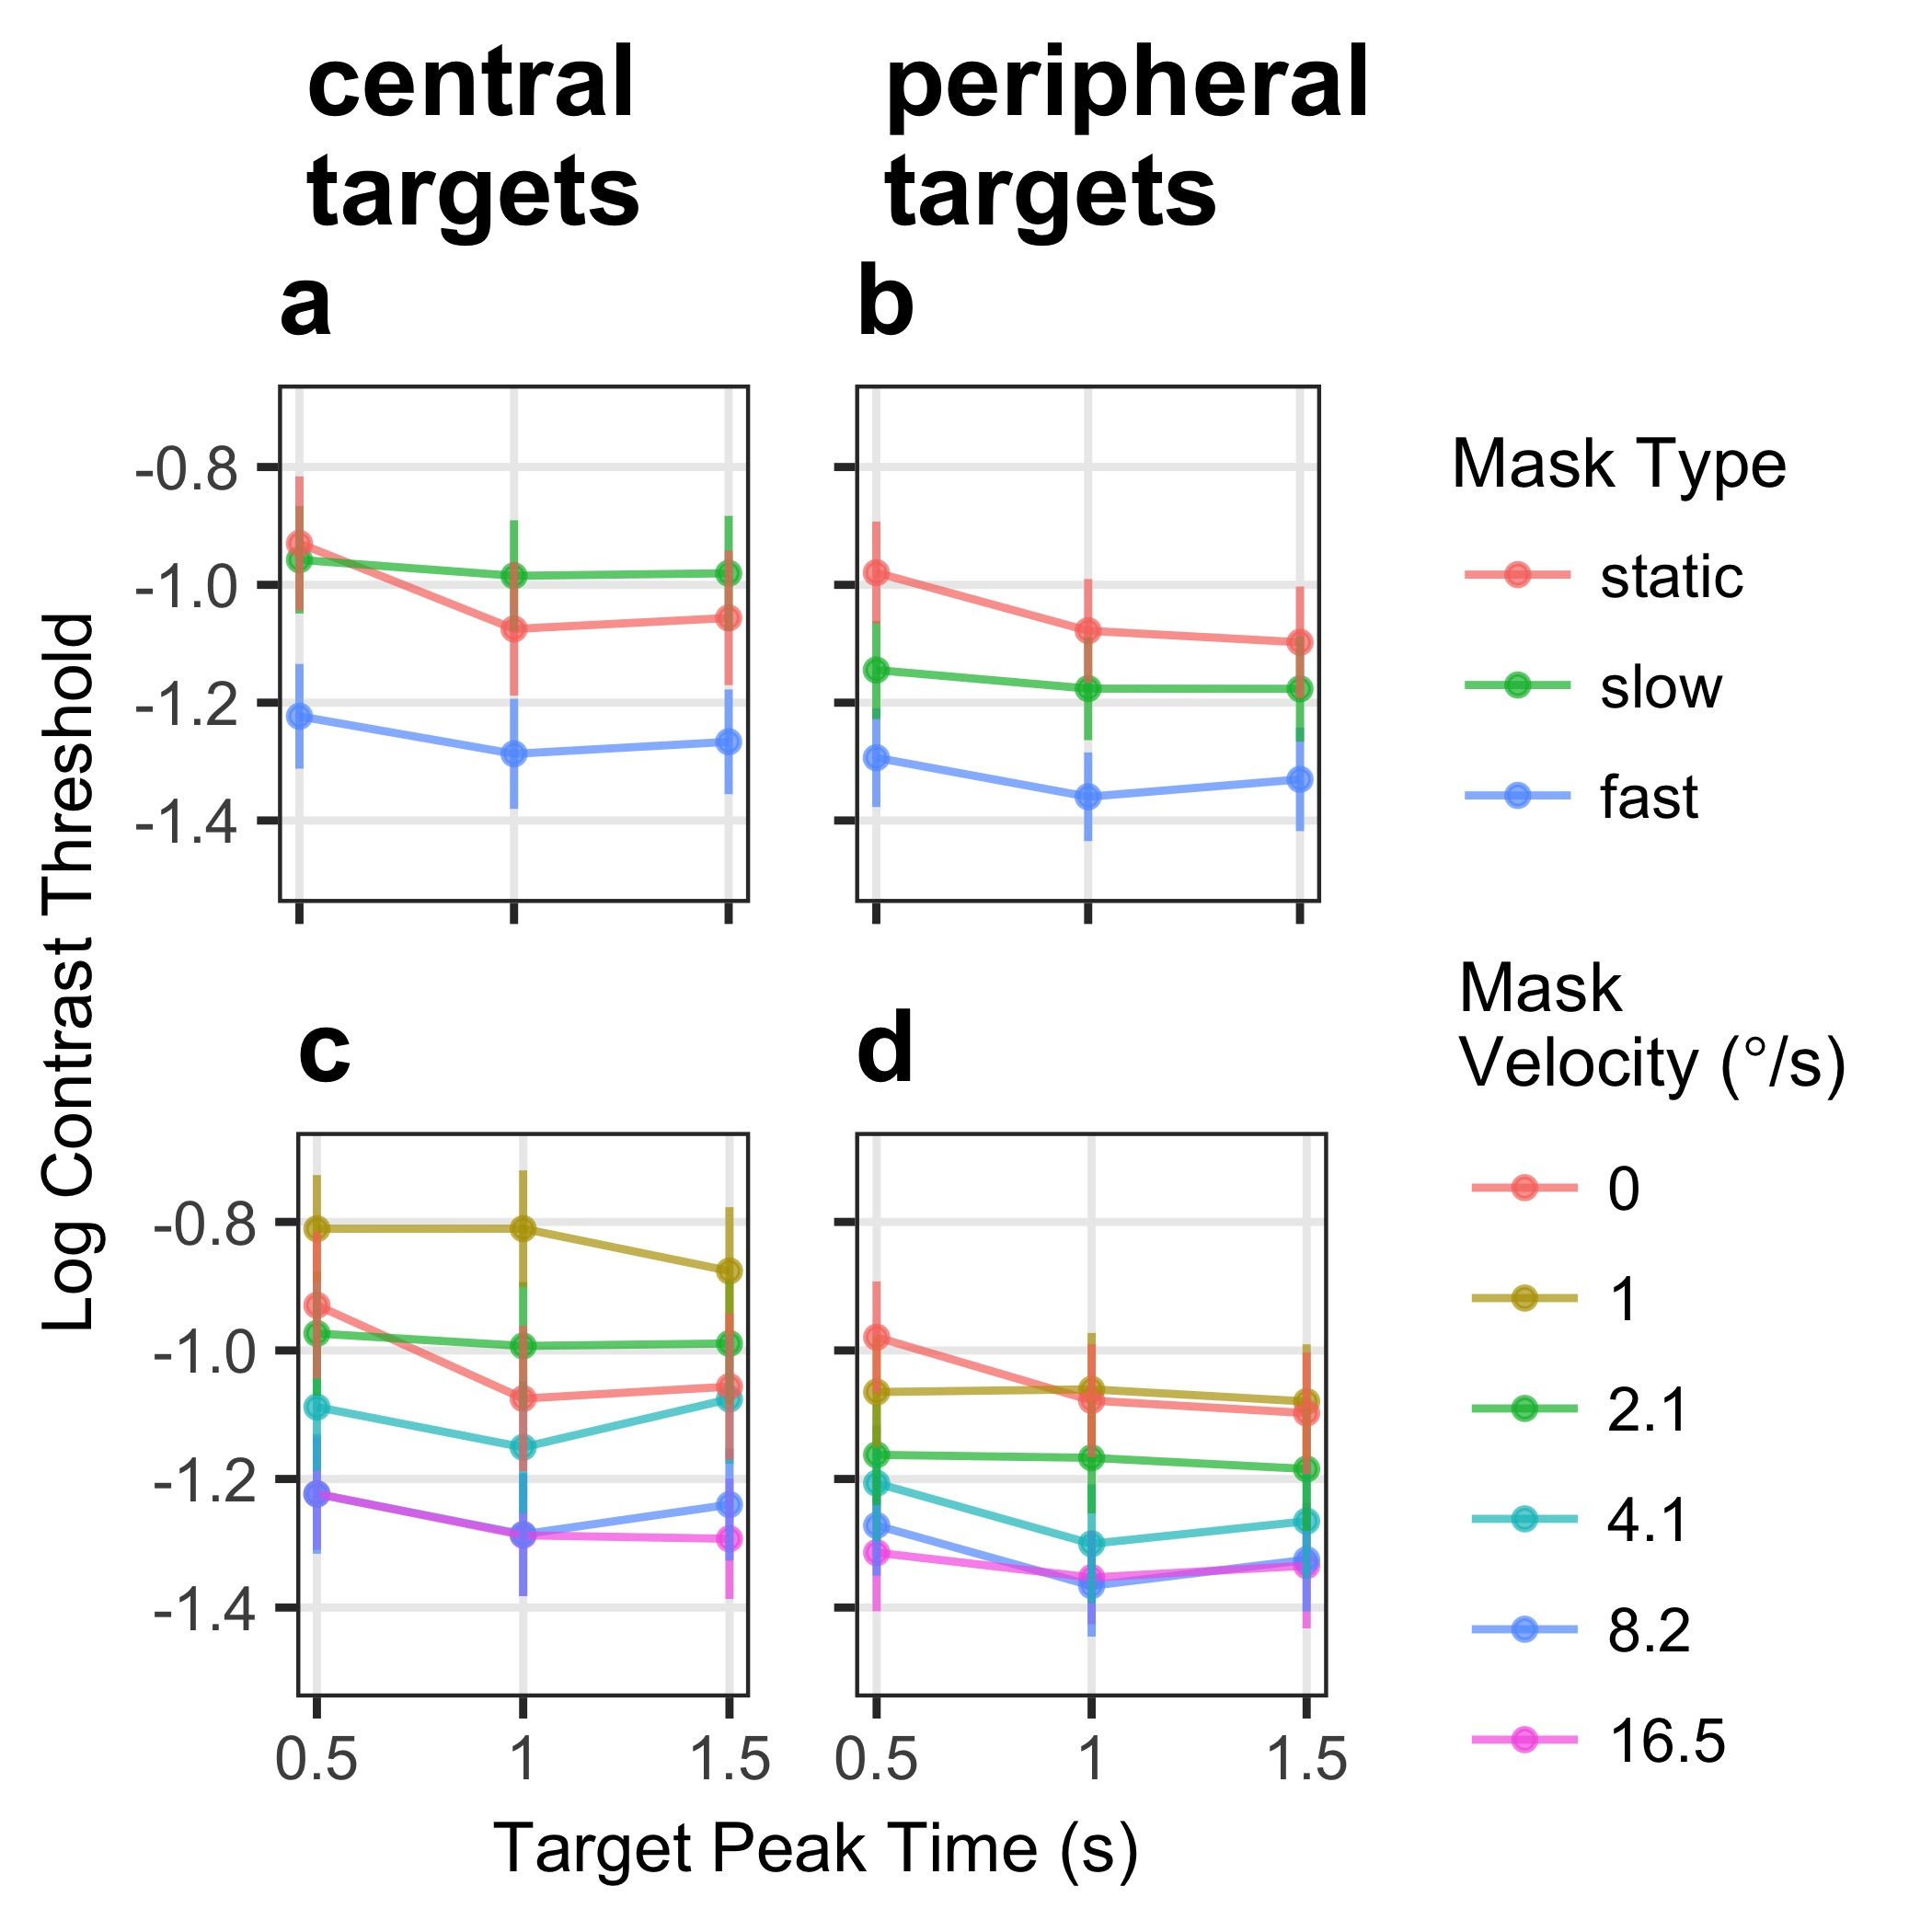 central
targets
peripheral
targets
a
b
-0.8
-1.0
-1.2
-1.4
Mask Type
static
slow
fast
Log Contrast Threshold
c
d
-0.8
-1.0
-1.2
-1.4
0.5
1
1.5
0.5
1
1.5
Target Peak Time (s)
Mask
Velocity (°/s)
0
1
2.1
4.1
8.2
16.5